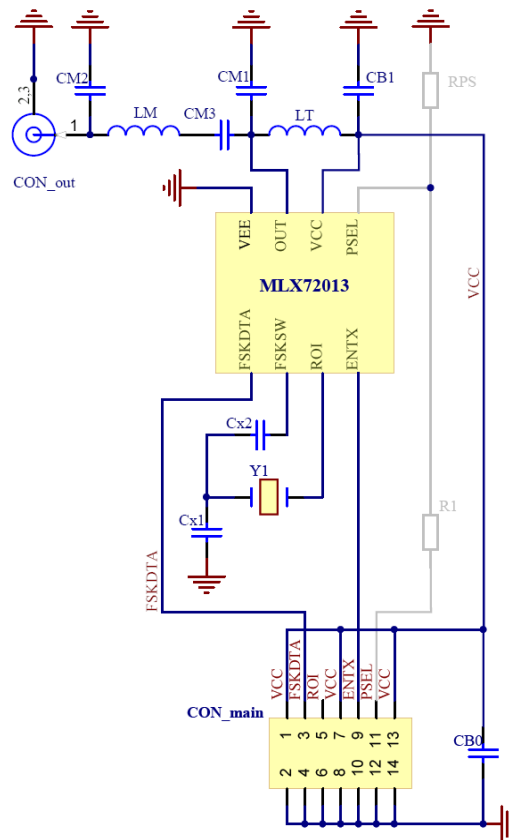 CM2
CM1
CB1
RPS
2,3
1
LM
CM3
LT
CON_out
VEE
OUT
VCC
PSEL
MLX72013
VCC
FSKDTA
FSKSW
ROI
ENTX
Cx2
Y1
Cx1
R1
FSKDTA
VCC
FSKDTA
ROI
VCC
ENTX
PSEL
VCC
CON_main
1 3 5 7 9 11 13
2 4 6 8 10 12 14
CB0